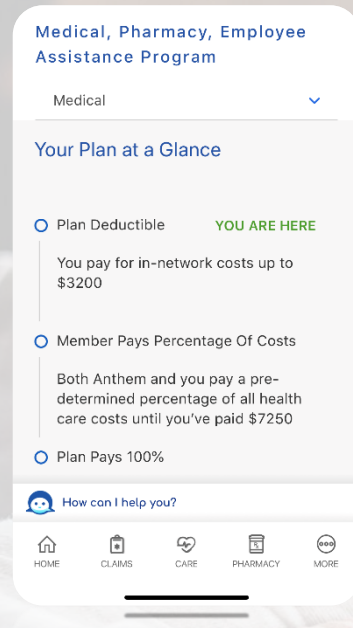 Medical, Pharmacy, Employee
Assistance Program
Medical
Your Plan at a Glance
Plan Deductible YOU ARE HERE
You pay for in-network costs up to
$3200
Member Pays Percentage Of Costs
Both Anthem and you pay a pre-
determined percentage of all health
care costs until you've paid $7250
Plan Pays 100%
How can I help you?
HOME CLAIMS CARE PHARMACY MORE